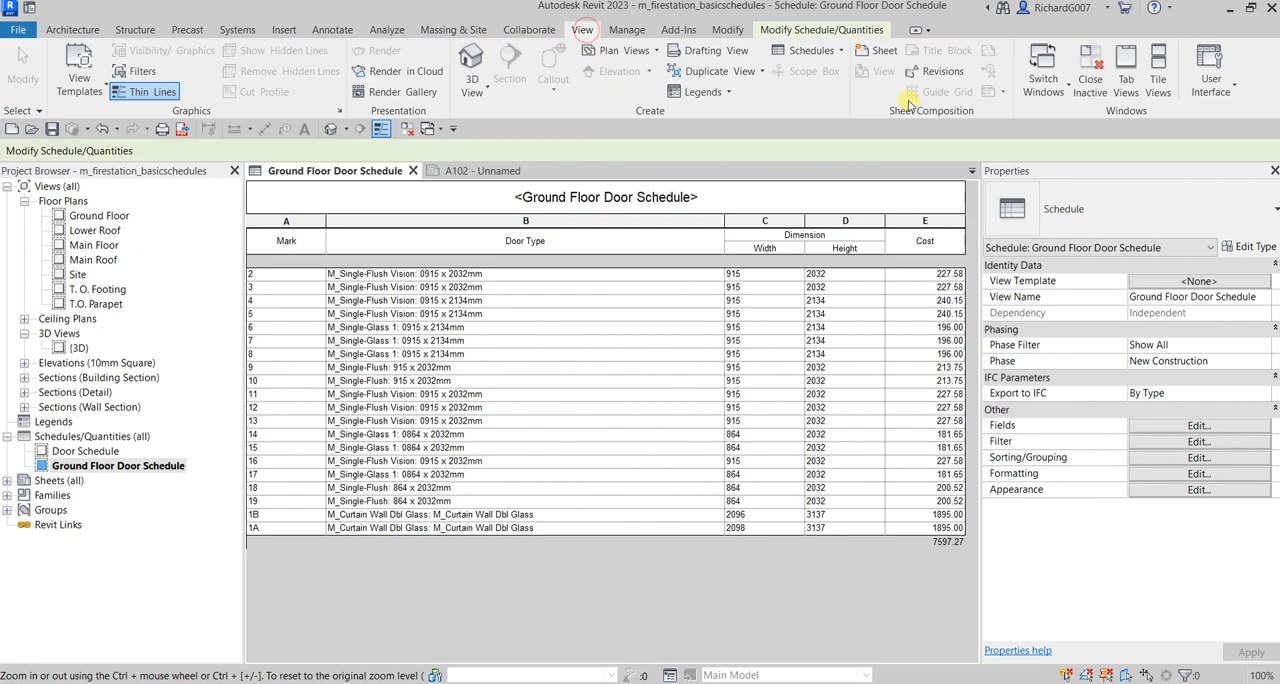 Autodesk Revit 2023 - m_firestation_basicschedules - Schedule: Ground Floor Door Schedule
RichardG007
File Architecture Structure Precast Systems Insert Annotate Analyze Massing & Site Collaborate View Manage Add-Ins Modify Modify Schedule/Quantities
Modify
View Templates
Visibility/ Graphics
Filters
Thin Lines
Show Hidden Lines
Remove Hidden Lines
Cut Profile
Render
Render in Cloud
Render Gallery
3D View
Section
Callout
Plan Views
Elevation
Drafting View
Duplicate View
Legends
Schedules
Scope Box
Sheet
View
Title Block
Revisions
Guide Grid
Switch Windows
Close Inactive
Tab Views
Tile Views
User Interface
Select Graphics Presentation Create Sheet Composition Windows
Modify Schedule/Quantities
Project Browser - m_firestation_basicschedules
Views (all)
Floor Plans
Ground Floor
Lower Roof
Main Floor
Main Roof
Site
T. O. Footing
T.O. Parapet
Ceiling Plans
3D Views
{3D}
Elevations (10mm Square)
Sections (Building Section)
Sections (Detail)
Sections (Wall Section)
Legends
Schedules/Quantities (all)
Door Schedule
Ground Floor Door Schedule
Sheets (all)
Families
Groups
Revit Links
Ground Floor Door Schedule
A102 - Unnamed
<Ground Floor Door Schedule>
A B C D E
Mark Door Type Dimension Cost
Width Height
2 M_Single-Flush Vision: 0915 x 2032mm 915 2032 227.58
3 M_Single-Flush Vision: 0915 x 2032mm 915 2032 227.58
4 M_Single-Flush Vision: 0915 x 2134mm 915 2134 240.15
5 M_Single-Flush Vision: 0915 x 2134mm 915 2134 240.15
6 M_Single-Glass 1: 0915 x 2134mm 915 2134 196.00
7 M_Single-Glass 1: 0915 x 2134mm 915 2134 196.00
8 M_Single-Glass 1: 0915 x 2134mm 915 2134 196.00
9 M_Single-Flush: 915 x 2032mm 915 2032 213.75
10 M_Single-Flush: 915 x 2032mm 915 2032 213.75
11 M_Single-Flush Vision: 0915 x 2032mm 915 2032 227.58
12 M_Single-Flush Vision: 0915 x 2032mm 915 2032 227.58
13 M_Single-Flush Vision: 0915 x 2032mm 915 2032 227.58
14 M_Single-Glass 1: 0864 x 2032mm 864 2032 181.65
15 M_Single-Glass 1: 0864 x 2032mm 864 2032 181.65
16 M_Single-Flush Vision: 0915 x 2032mm 915 2032 227.58
17 M_Single-Glass 1: 0864 x 2032mm 864 2032 181.65
18 M_Single-Flush: 864 x 2032mm 864 2032 200.52
19 M_Single-Flush: 864 x 2032mm 864 2032 200.52
1B M_Curtain Wall Dbl Glass: M_Curtain Wall Dbl Glass 2096 3137 1895.00
1A M_Curtain Wall Dbl Glass: M_Curtain Wall Dbl Glass 2098 3137 1895.00
7597.27
Properties
Schedule
Schedule: Ground Floor Door Schedule Edit Type
Identity Data
View Template <None>
View Name Ground Floor Door Schedule
Dependency Independent
Phasing
Phase Filter Show All
Phase New Construction
IFC Parameters
Export to IFC By Type
Other
Fields Edit...
Filter Edit...
Sorting/Grouping Edit...
Formatting Edit...
Appearance Edit...
Properties help Apply
Zoom in or out using the Ctrl + mouse wheel or Ctrl + [+/-]. To reset to the original zoom level ( :0 Main Model :0 100%